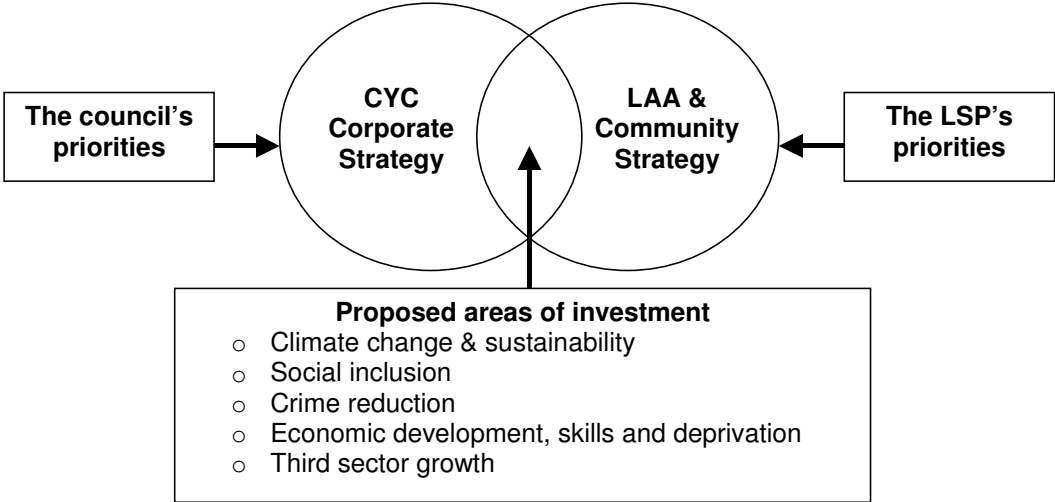 The council's
priorities
CYC
Corporate
Strategy
LAA &
Community
Strategy
The LSP's
priorities
Proposed areas of investment
o Climate change & sustainability
o Social inclusion
o Crime reduction
o Economic development, skills and deprivation
o Third sector growth